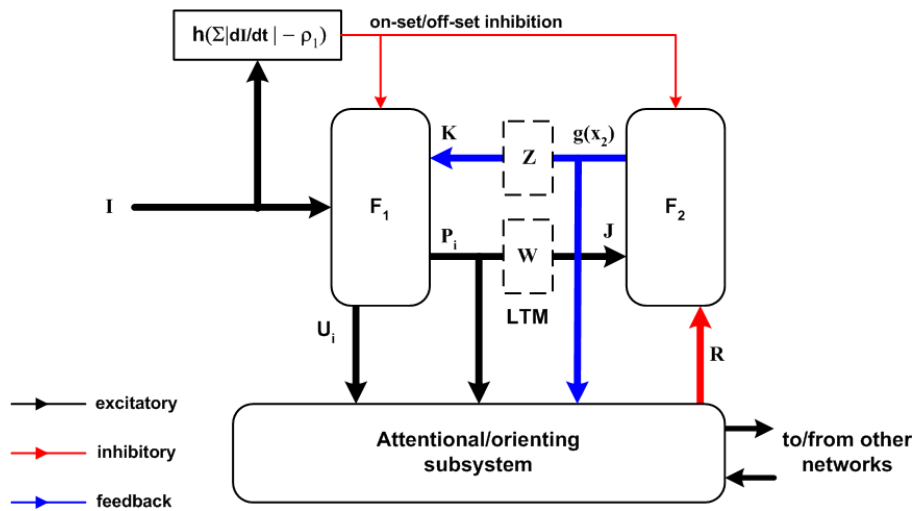 on-set/off-set inhibition
h(Σ|dI/dt | − ρ₁)
K
Z
g(x₂)
I
F₁
F₂
Pᵢ
W
J
LTM
Uᵢ
R
excitatory
inhibitory
feedback
Attentional/orienting
subsystem
to/from other
networks